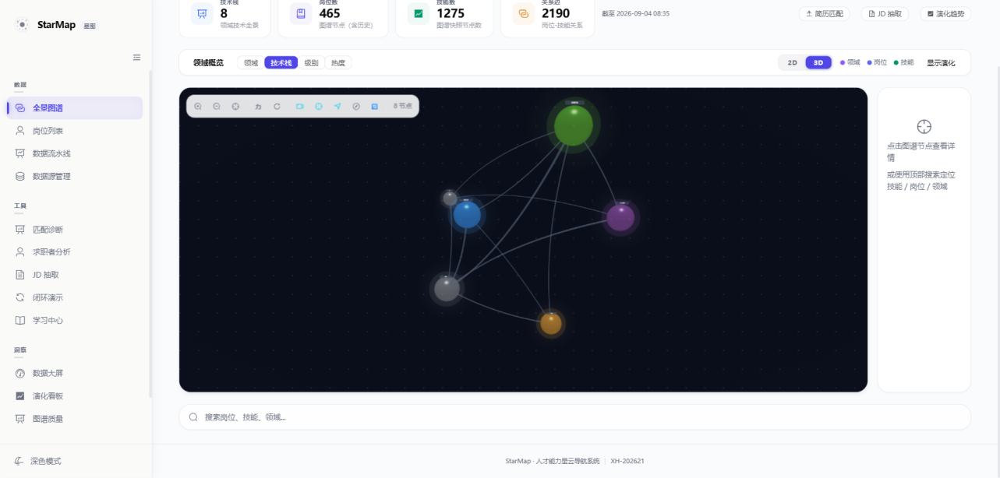 StarMap 星图
数据
全景图谱
岗位列表
数据流水线
数据源管理
工具
匹配诊断
求职者分析
JD 抽取
闭环演示
学习中心
洞察
数据大屏
演化看板
图谱质量
深色模式
技术栈
8
领域技术全景
岗位数
465
图谱节点（含历史）
技能数
1275
图谱快照节点数
关系边
2190
岗位-技能关系
截至 2026-09-04 08:35
简历匹配
JD 抽取
演化趋势
领域概览
领域 技术栈 级别 热度
2D 3D
领域 岗位 技能
显示演化
8 节点
点击图谱节点查看详
情
或使用顶部搜索定位
技能 / 岗位 / 领域
搜索岗位、技能、领域...
StarMap · 人才能力星云导航系统 | XH-202621